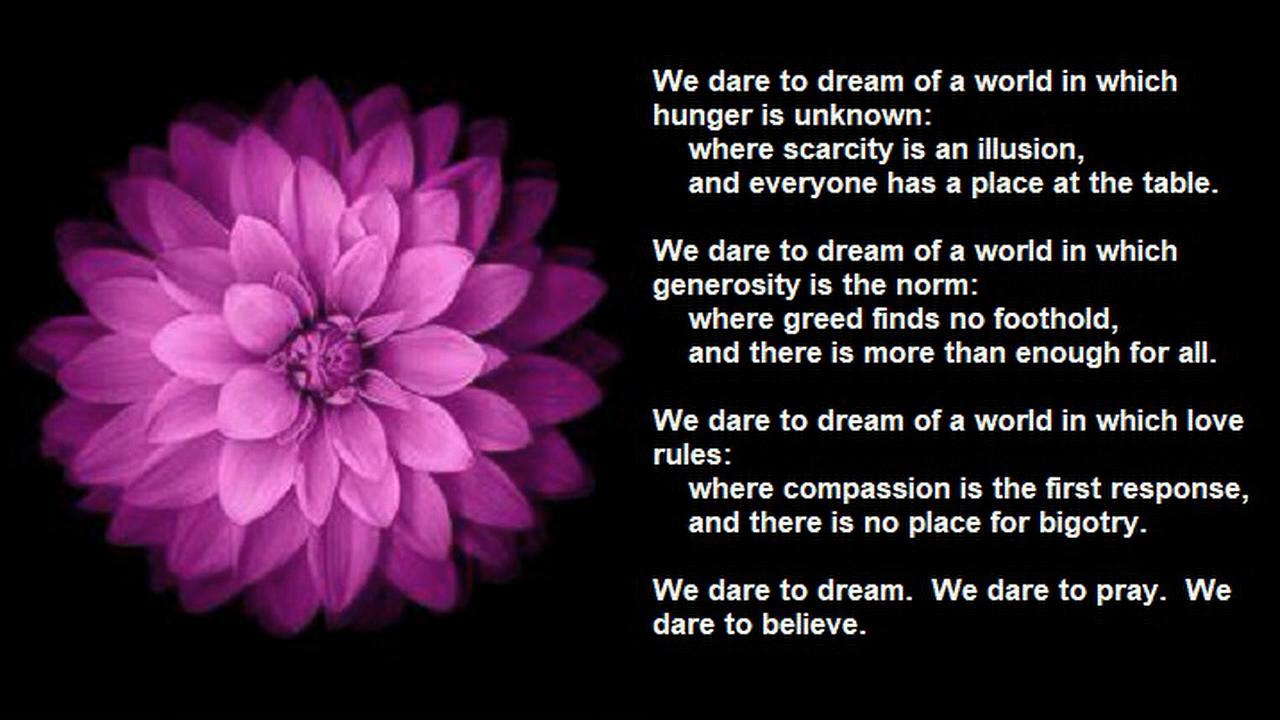 We dare to dream of a world in which
hunger is unknown:
where scarcity is an illusion,
and everyone has a place at the table.
We dare to dream of a world in which
generosity is the norm:
where greed finds no foothold,
and there is more than enough for all.
We dare to dream of a world in which love
rules:
where compassion is the first response,
and there is no place for bigotry.
We dare to dream.  We dare to pray.  We
dare to believe.